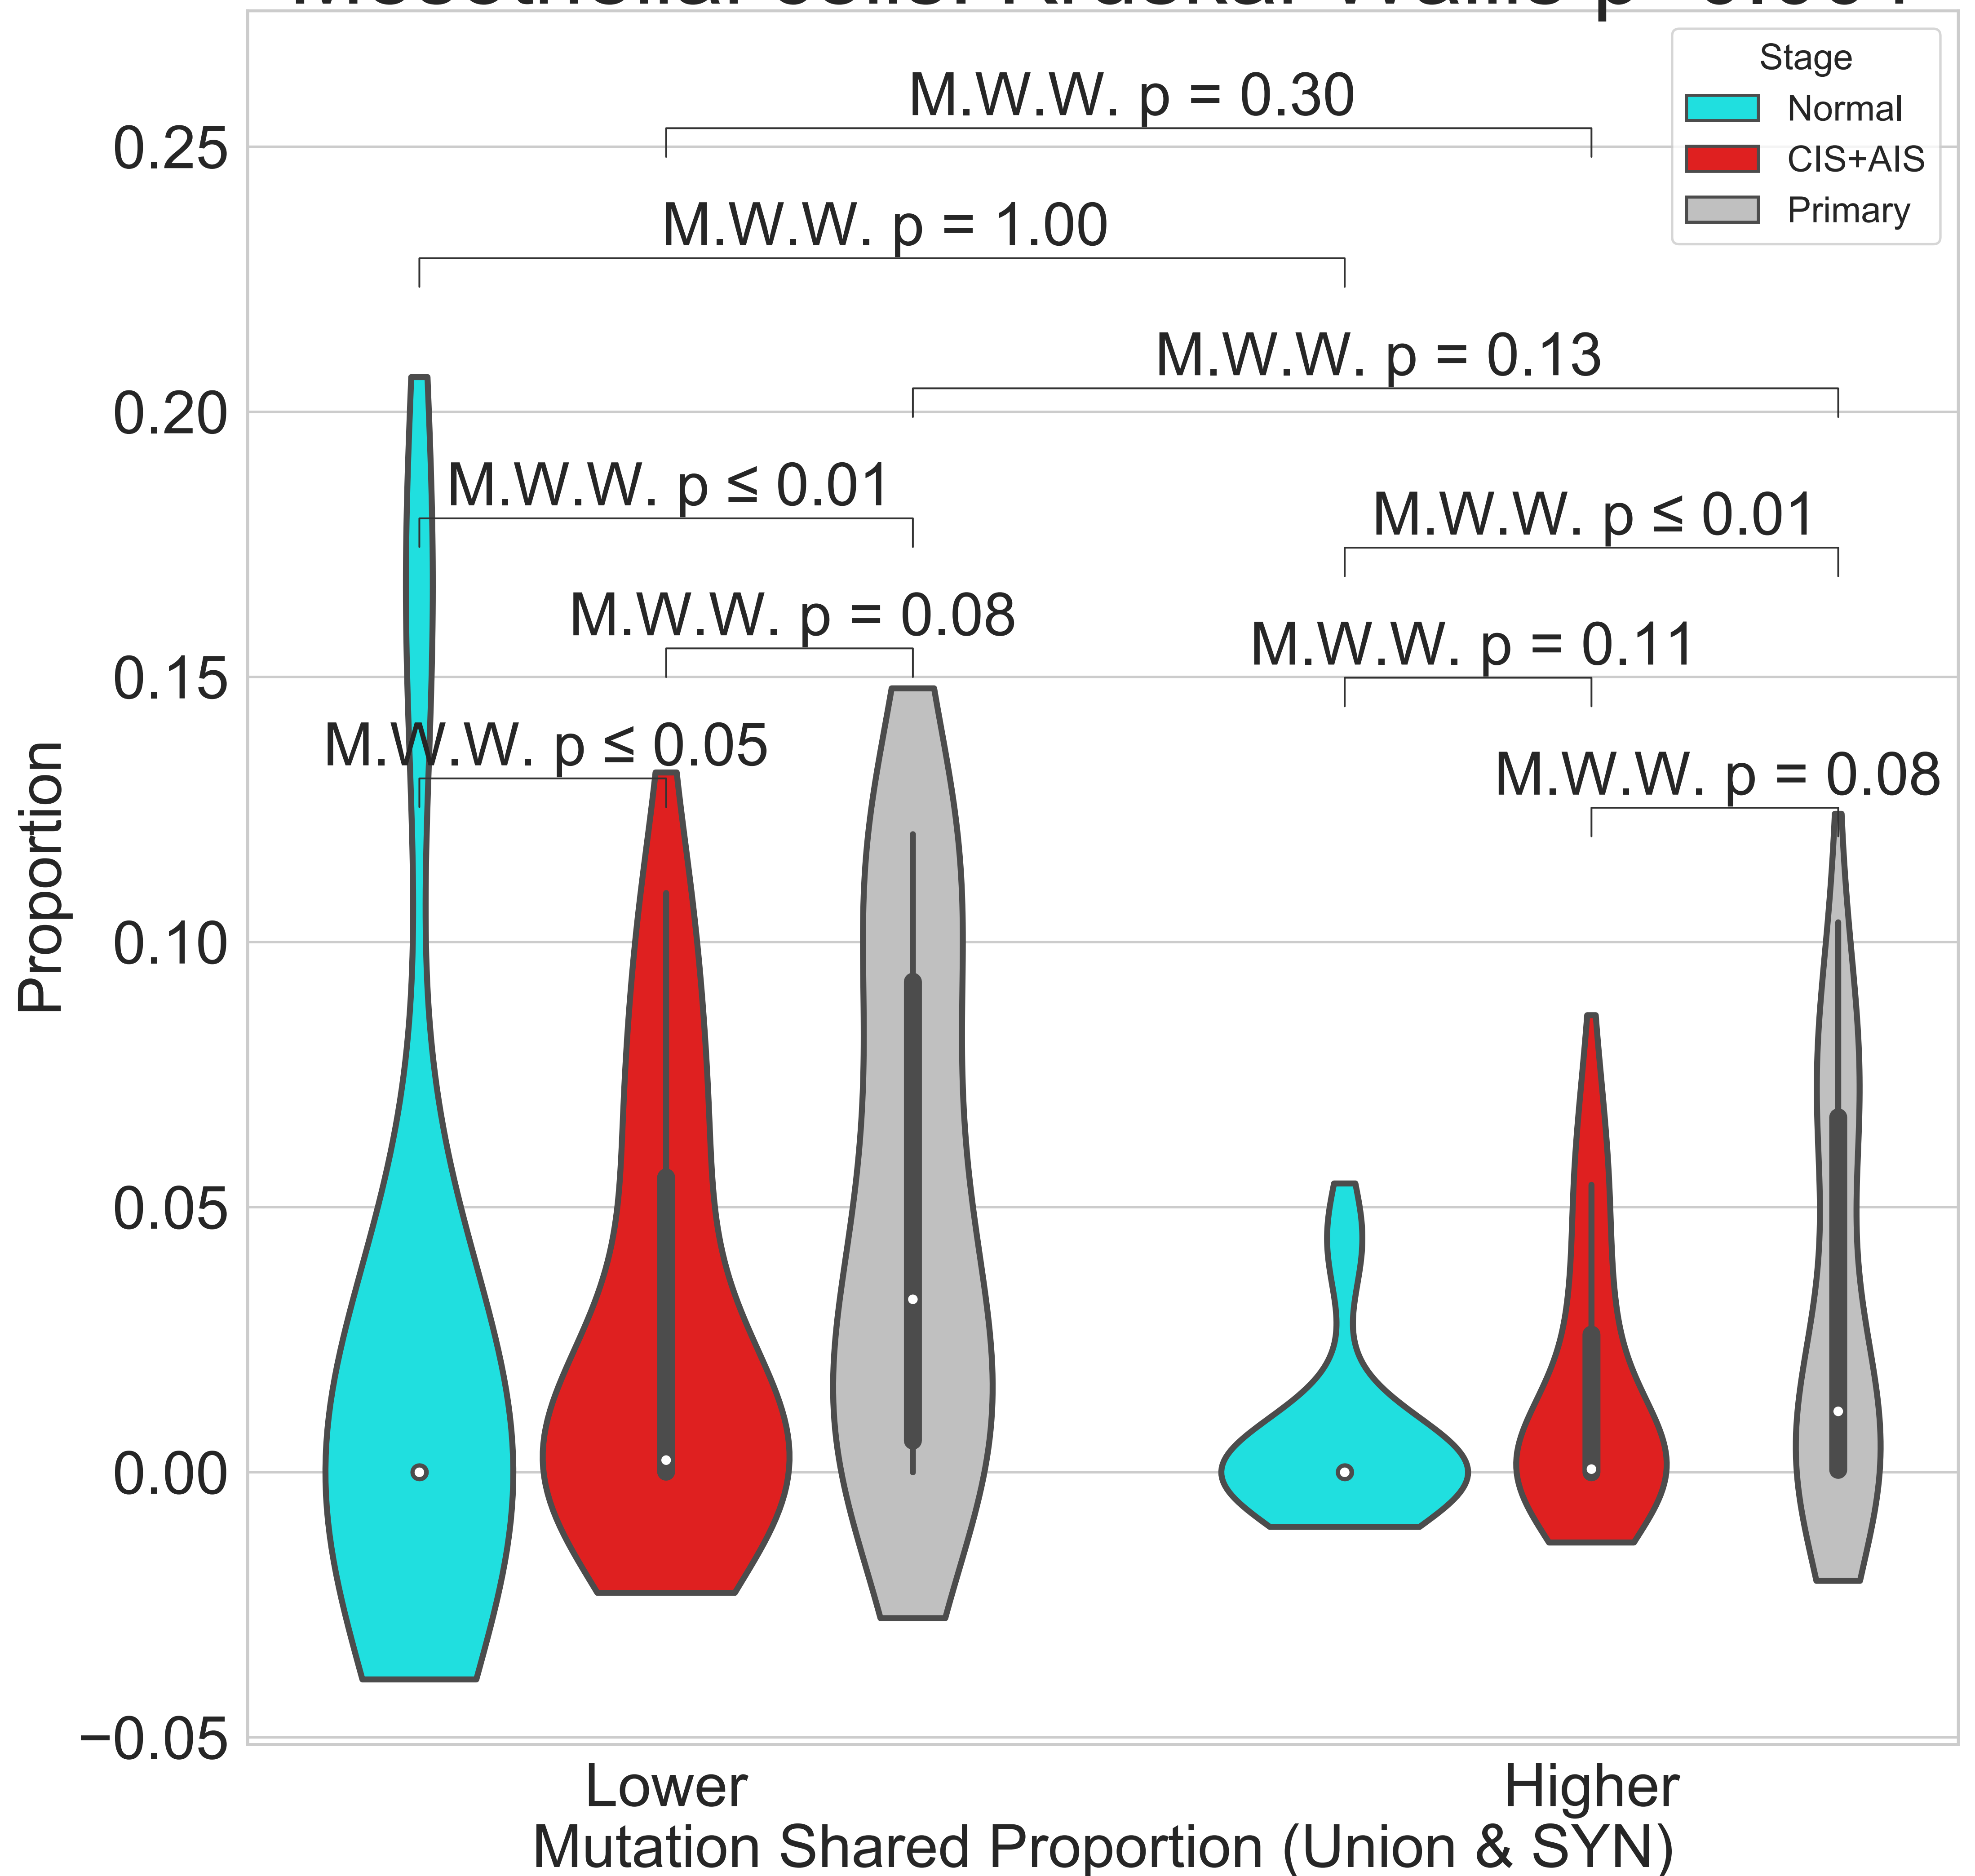 Stage
Normal
CIS+AIS
Primary
M.W.W. p = 0.30
M.W.W. p = 1.00
M.W.W. p = 0.13
M.W.W. p ≤ 0.01
M.W.W. p ≤ 0.01
M.W.W. p = 0.08
M.W.W. p = 0.11
M.W.W. p ≤ 0.05
M.W.W. p = 0.08
0.25
0.20
0.15
0.10
0.05
0.00
−0.05
Proportion
Lower
Higher
Mutation Shared Proportion (Union & SYN)